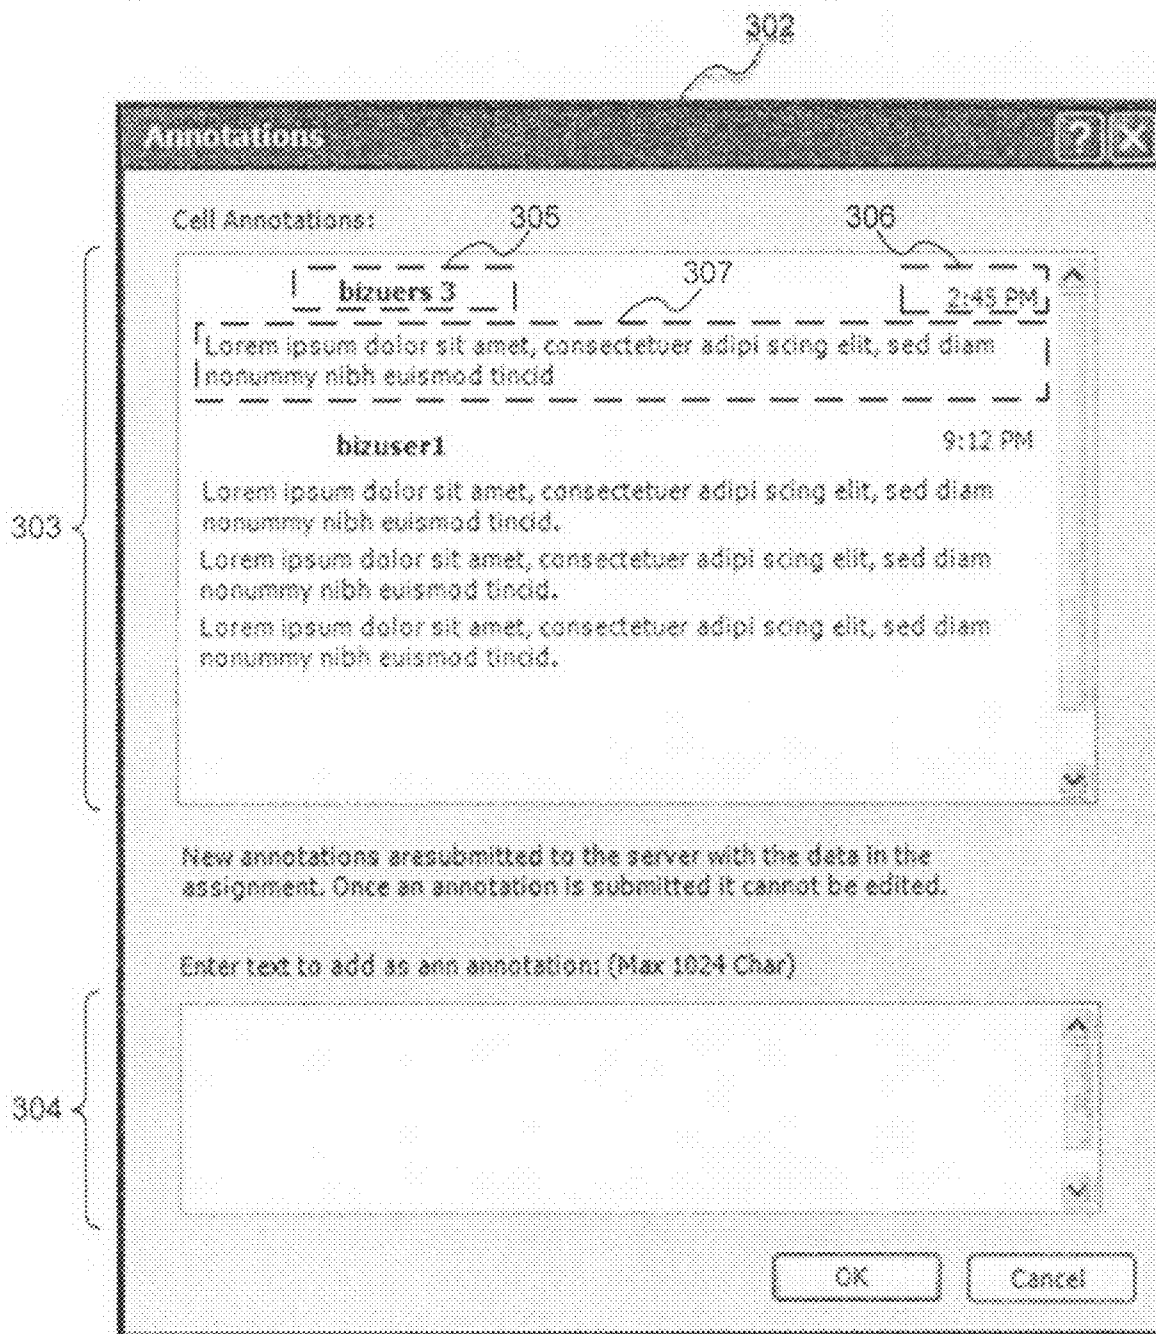 302
Annotations
Cell Annotations:
305
306
bizuers 3
307
2:45 PM
Lorem ipsum dolor sit amet, consectetuer adipi scing elit, sed diam
nonummy nibh euismod tincid
bizuser1
9:12 PM
303
Lorem ipsum dolor sit amet, consectetuer adipi scing elit, sed diam
nonummy nibh euismod tincid.
Lorem ipsum dolor sit amet, consectetuer adipi scing elit, sed diam
nonummy nibh euismod tincid.
Lorem ipsum dolor sit amet, consectetuer adipi scing elit, sed diam
nonummy nibh euismod tincid.
New annotations aresubmitted to the server with the data in the
assignment. Once an annotation is submitted it cannot be edited.
Enter text to add as ann annotation: (Max 1024 Char)
304
OK
Cancel